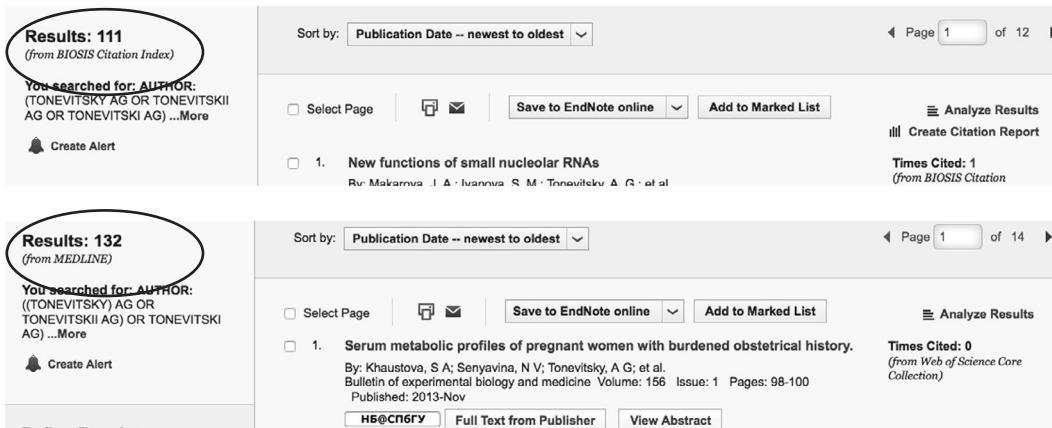 Results: 111
(from BIOSIS Citation Index)
You searched for: AUTHOR:
(TONEVITSKY AG OR TONEVITSKII
AG OR TONEVITSKI AG) ...More
Create Alert
Sort by: Publication Date -- newest to oldest
Page 1 of 12
Select Page
Save to EndNote online
Add to Marked List
Analyze Results
Create Citation Report
1. New functions of small nucleolar RNAs
By: Makarova, J. A.; Ivanova, S. M.; Tonevitsky, A. G.; et al.
Times Cited: 1
(from BIOSIS Citation
Results: 132
(from MEDLINE)
You searched for: AUTHOR:
((TONEVITSKY) AG OR
TONEVITSKII AG) OR TONEVITSKI
AG) ...More
Create Alert
Sort by: Publication Date -- newest to oldest
Page 1 of 14
Select Page
Save to EndNote online
Add to Marked List
Analyze Results
1. Serum metabolic profiles of pregnant women with burdened obstetrical history.
By: Khaustova, S A; Senyavina, N V; Tonevitsky, A G; et al.
Bulletin of experimental biology and medicine Volume: 156 Issue: 1 Pages: 98-100
Published: 2013-Nov
НБ@СПбГУ
Full Text from Publisher
View Abstract
Times Cited: 0
(from Web of Science Core
Collection)